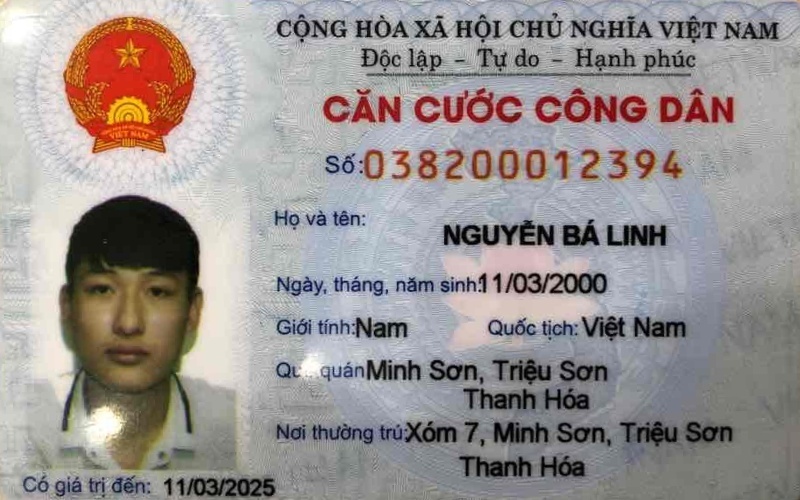 CỘNG HÒA XÃ HỘI CHỦ NGHĨA VIỆT NAM
Độc lập - Tự do - Hạnh phúc
CĂN CƯỚC CÔNG DÂN
Số: 038200012394
Họ và tên:
NGUYỄN BÁ LINH
Ngày, tháng, năm sinh: 11/03/2000
Giới tính: Nam Quốc tịch: Việt Nam
quán Minh Sơn, Triệu Sơn
Thanh Hóa
Nơi thường trú: Xóm 7, Minh Sơn, Triệu Sơn
Thanh Hóa
Có giá trị đến: 11/03/2025
VIỆT NAM